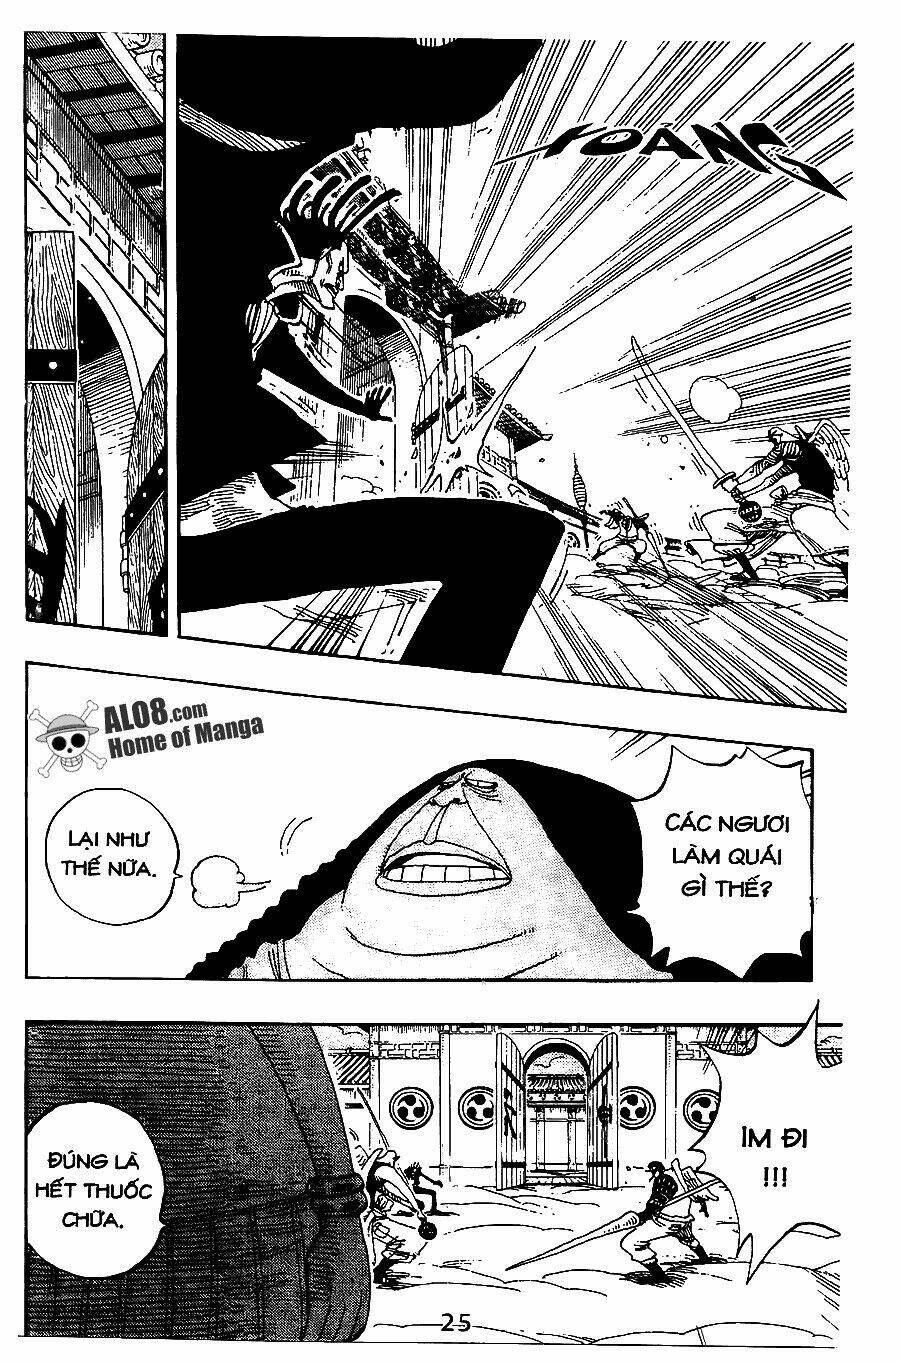 XOẢNG
AL08.com
Home of Manga
CÁC NGƯƠI
LÀM QUÁI
GÌ THẾ?
LẠI NHƯ
THẾ NỮA.
IM ĐI
!!!
ĐÚNG LÀ
HẾT THUỐC
CHỮA.
25